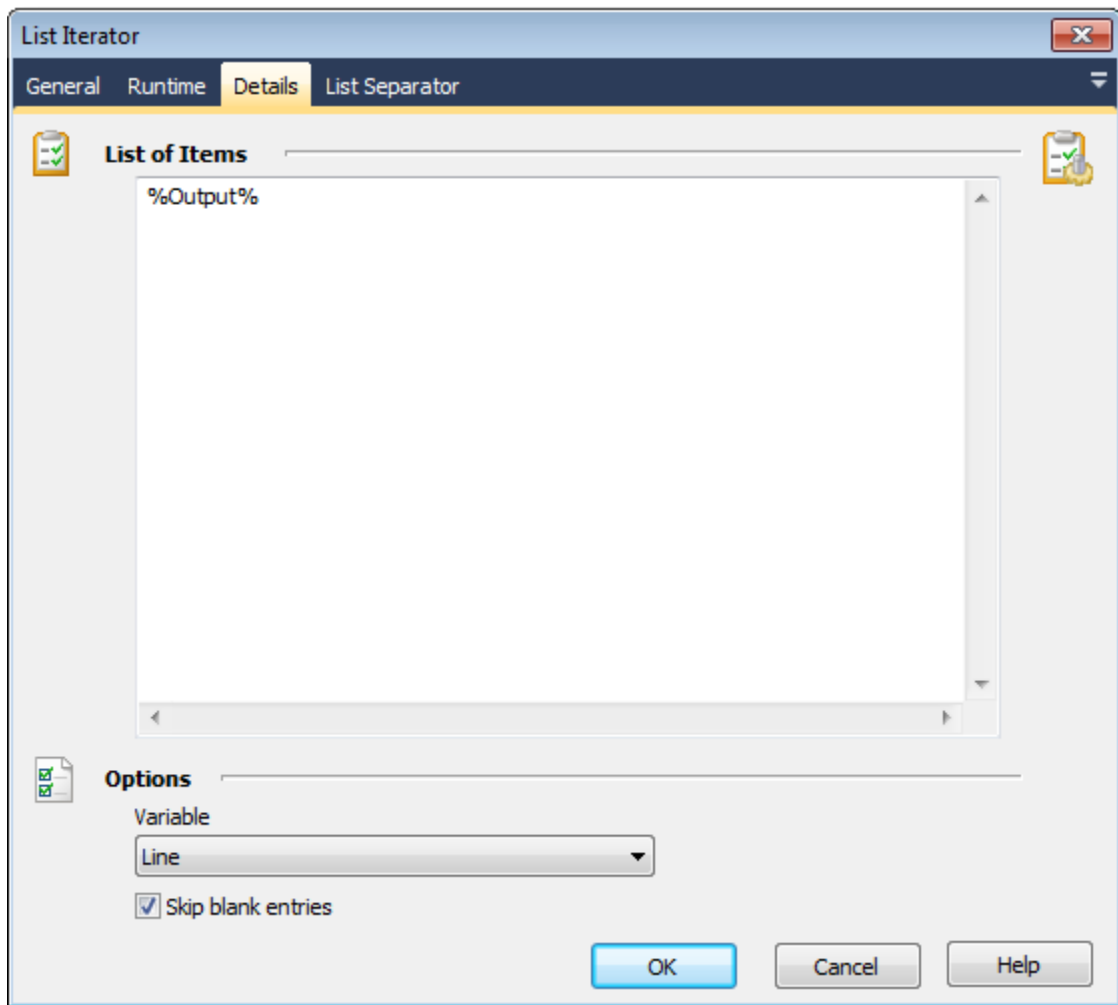 List Iterator
General Runtime Details List Separator
List of Items
%Output%
Options
Variable
Line
Skip blank entries
OK Cancel Help